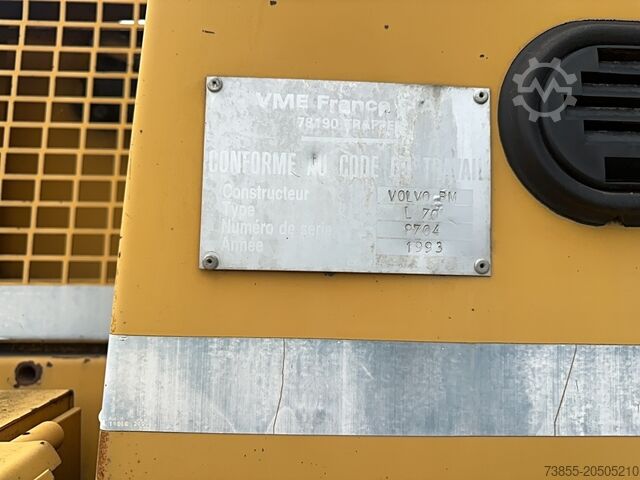 VME France
78190 TRAPPES
CONFORME AU CODE DU TRAVAIL
Constructeur VOLVO BM
Type L 70
Numéro de série 9704
Année 1993
73855-20505210